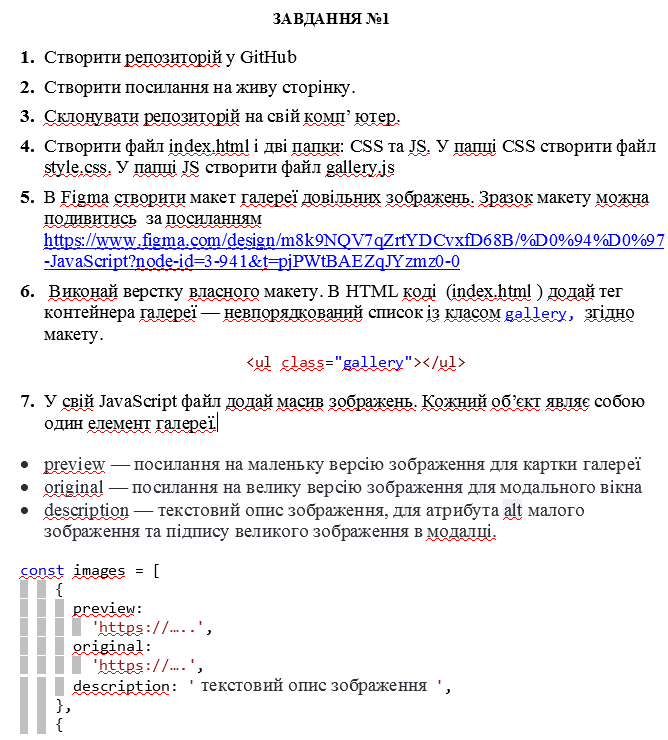 ЗАВДАННЯ №1
1. Створити репозиторій у GitHub
2. Створити посилання на живу сторінку.
3. Склонувати репозиторій на свій комп’ ютер.
4. Створити файл index.html і дві папки: CSS та JS. У папці CSS створити файл
style.css. У папці JS створити файл gallery.js
5. В Figma створити макет галереї довільних зображень. Зразок макету можна
подивитись за посиланням
https://www.figma.com/design/m8k9NQV7qZrtYDCvxfD68B/%D0%94%D0%97
-JavaScript?node-id=3-941&t=pjPWtBAEZqJYzmz0-0
6. Виконай верстку власного макету. В HTML коді (index.html ) додай тег
контейнера галереї — невпорядкований список із класом gallery, згідно
макету.
<ul class="gallery"></ul>
7. У свій JavaScript файл додай масив зображень. Кожний об’єкт являє собою
один елемент галереї.
• preview — посилання на маленьку версію зображення для картки галереї
• original — посилання на велику версію зображення для модального вікна
• description — текстовий опис зображення, для атрибута alt малого
зображення та підпису великого зображення в модалці.
const images = [
{
preview:
'https://…..',
original:
'https://….',
description: ' текстовий опис зображення ',
},
{